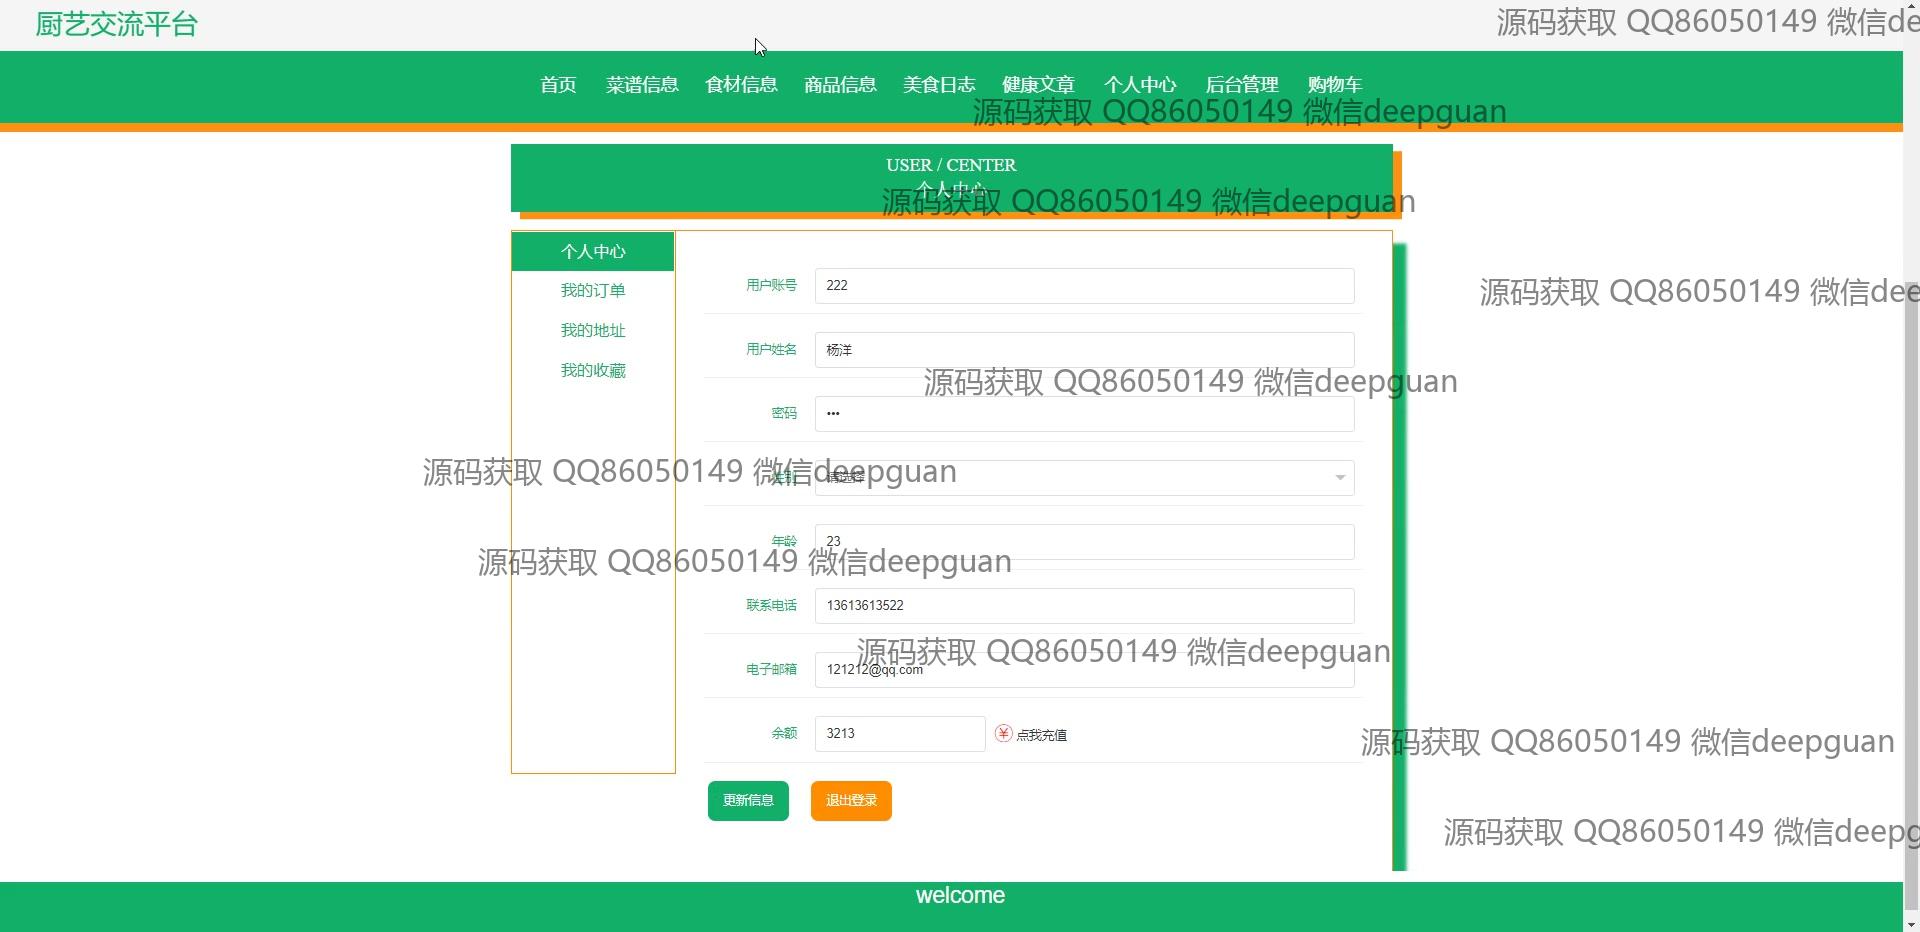 厨艺交流平台
源码获取 QQ86050149 微信de
首页 菜谱信息 食材信息 商品信息 美食日志 健康文章 个人中心 后台管理 购物车
源码获取 QQ86050149 微信deepguan
USER / CENTER
个人中心
源码获取 QQ86050149 微信deepguan
个人中心
我的订单
我的地址
我的收藏
用户账号 222
源码获取 QQ86050149 微信dee
用户姓名 杨洋
源码获取 QQ86050149 微信deepguan
密码 •••
源码获取 QQ86050149 微信deepguan
性别 请选择
年龄 23
源码获取 QQ86050149 微信deepguan
联系电话 13613613522
源码获取 QQ86050149 微信deepguan
电子邮箱 121212@qq.com
余额 3213 点我充值
源码获取 QQ86050149 微信deepguan
更新信息 退出登录
源码获取 QQ86050149 微信deepg
welcome